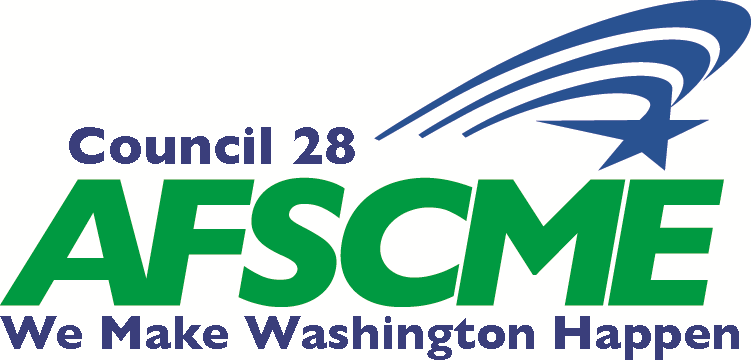 Council 28
AFSCME
We Make Washington Happen